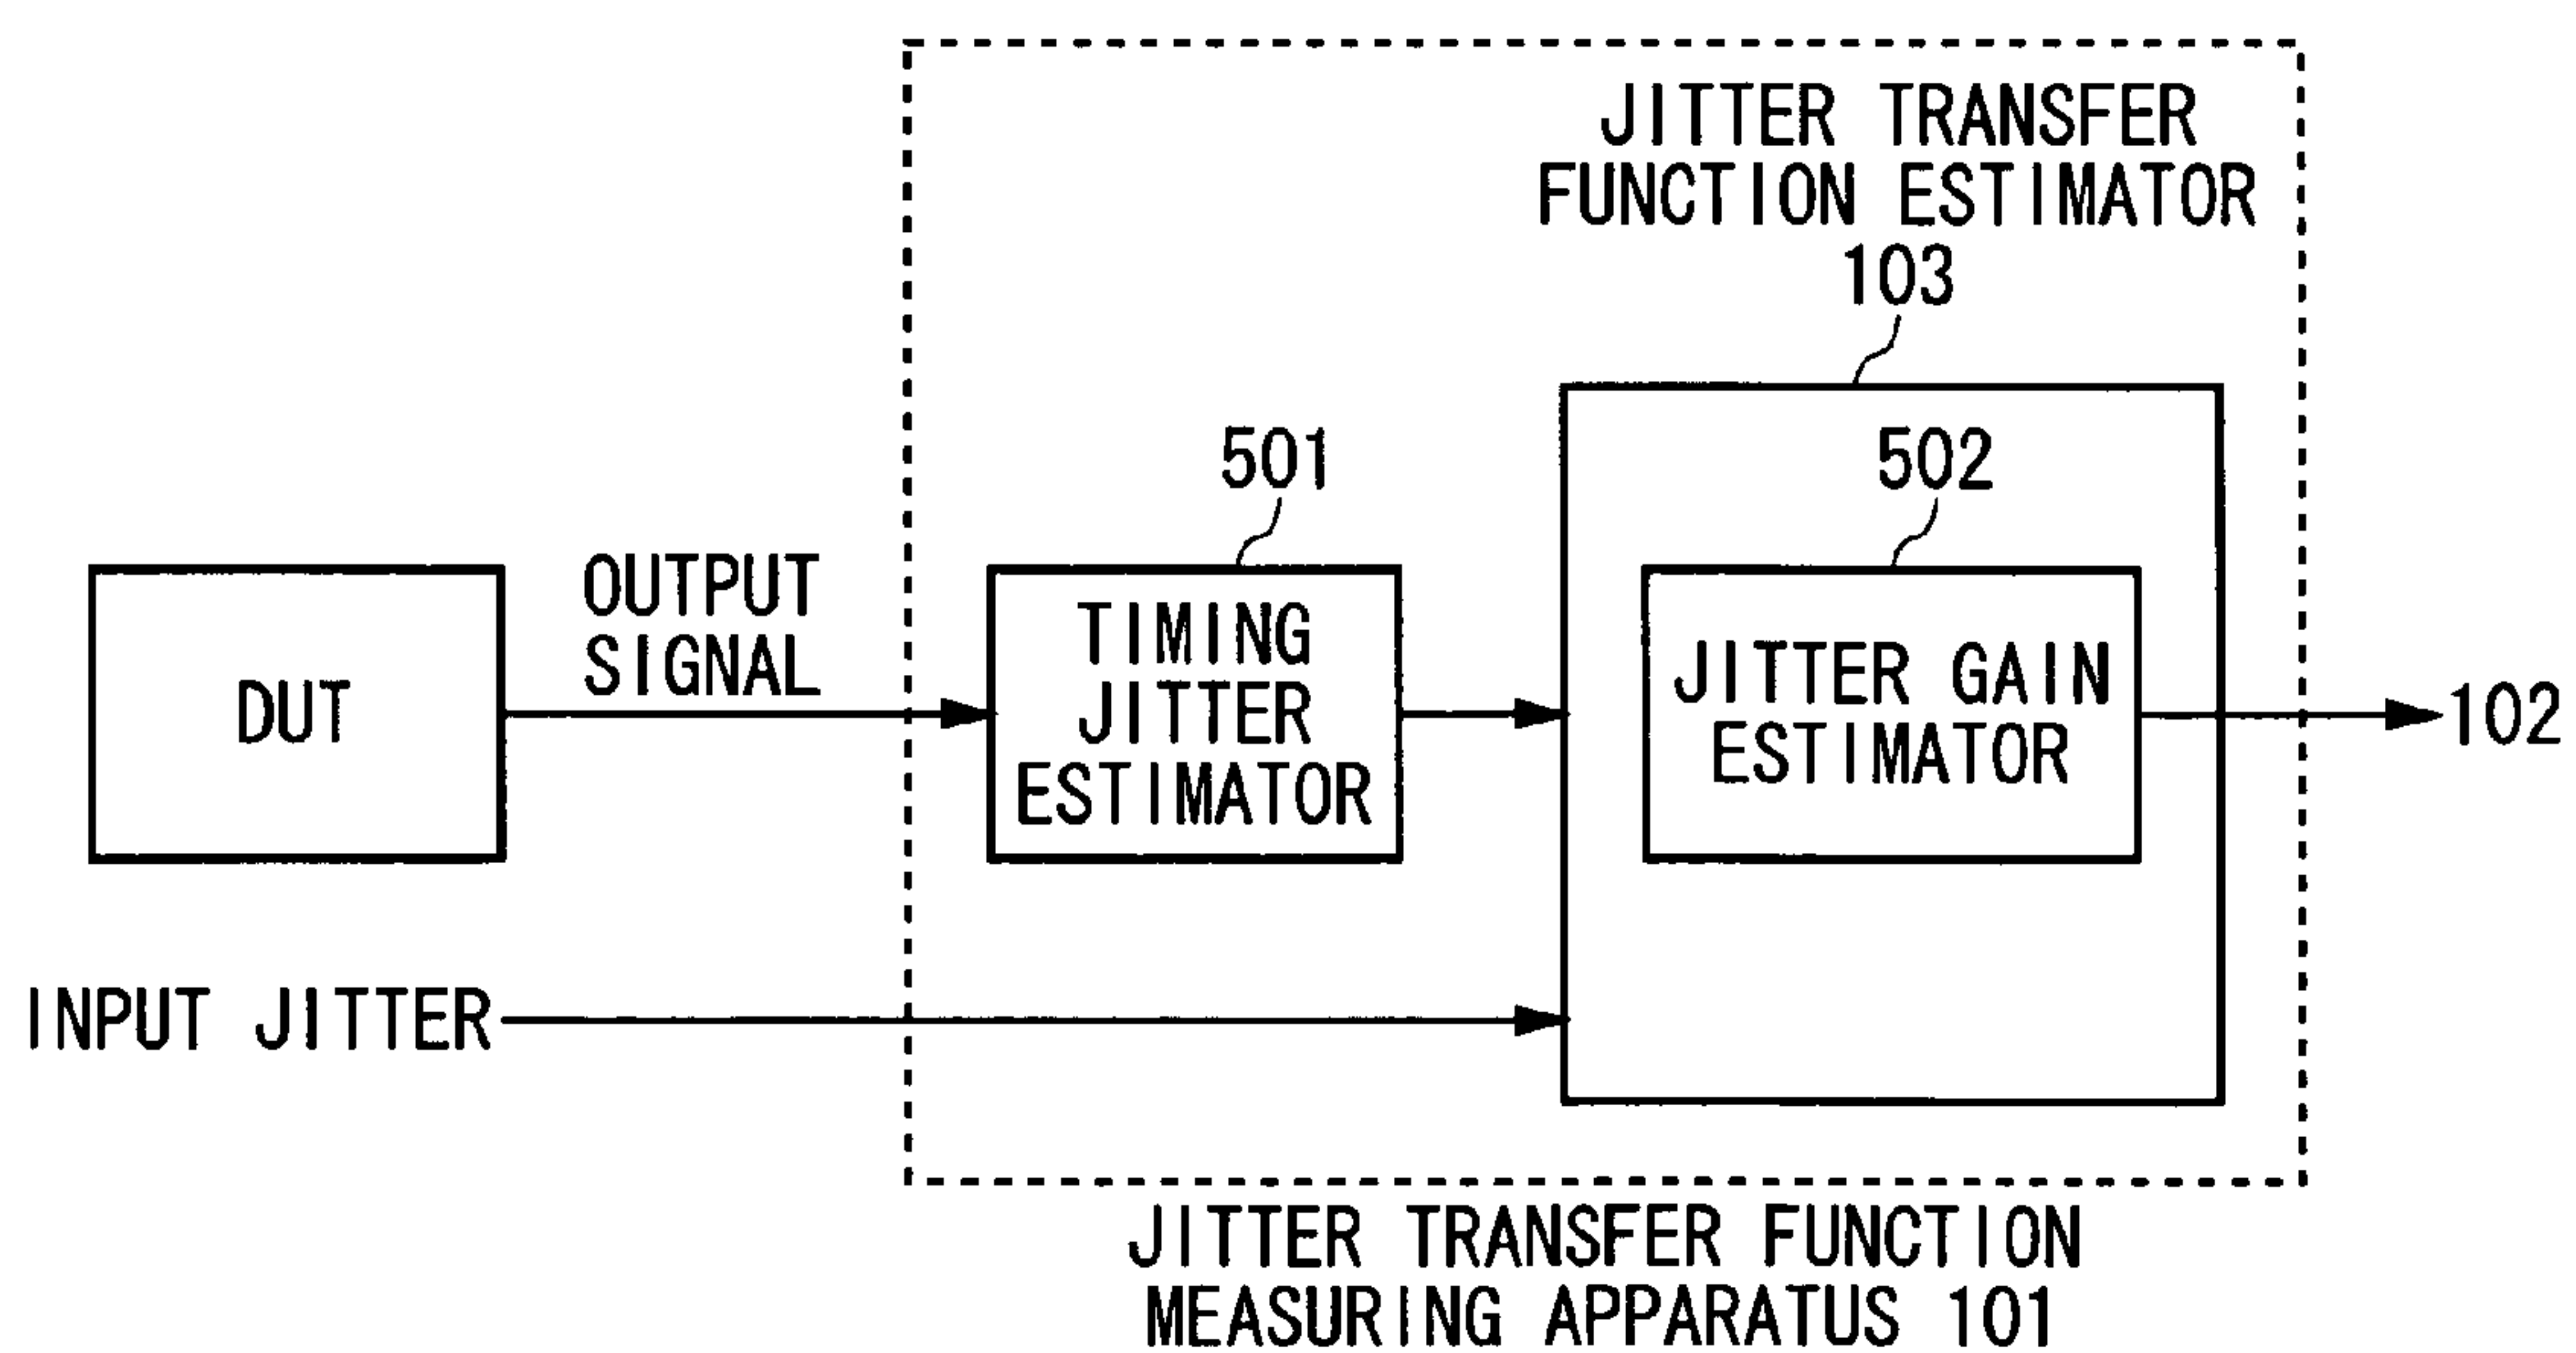 JITTER TRANSFER
FUNCTION ESTIMATOR
103
501
502
OUTPUT
SIGNAL
DUT
TIMING
JITTER
ESTIMATOR
JITTER GAIN
ESTIMATOR
102
INPUT JITTER
JITTER TRANSFER FUNCTION
MEASURING APPARATUS 101